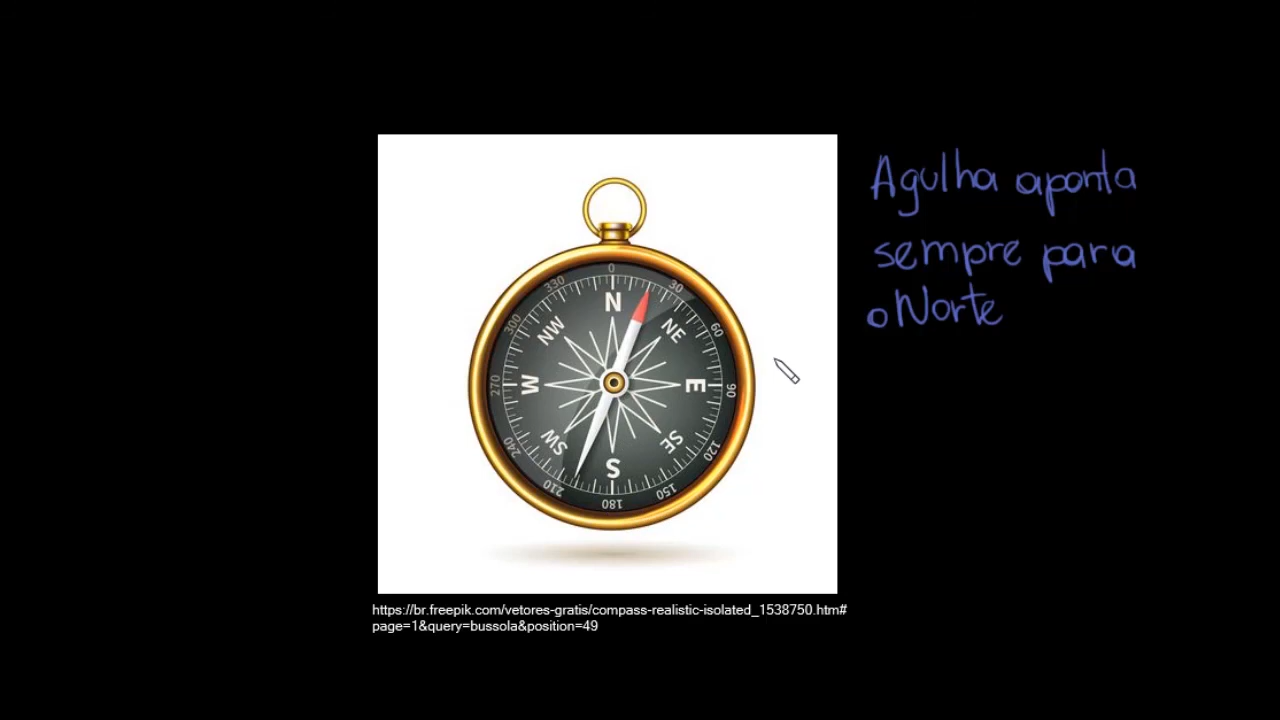 Agulha aponta
sempre para
o Norte
0
330
30
N
NW
NE
300
60
270
W
E
90
240
SW
SE
120
S
210
150
180
https://br.freepik.com/vetores-gratis/compass-realistic-isolated_1538750.htm#
page=1&query=bussola&position=49